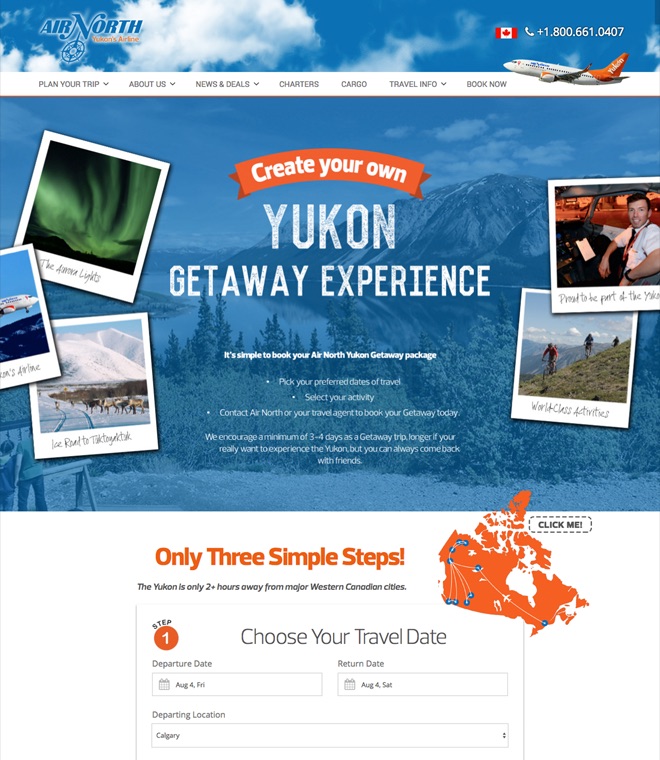 AIR NORTH
Yukon's Airline
+1.800.661.0407
PLAN YOUR TRIP
ABOUT US
NEWS & DEALS
CHARTERS
CARGO
TRAVEL INFO
BOOK NOW
Yukon
Create your own
YUKON
GETAWAY EXPERIENCE
The Aurora Lights
kon's Airline
Ice Road to Tuktoyaktuk
Proud to be part of the Yukon
World Class Activities
It's simple to book your Air North Yukon Getaway package
• Pick your preferred dates of travel
• Select your activity
• Contact Air North or your travel agent to book your Getaway today.
We encourage a minimum of 3-4 days as a Getaway trip, longer if your
really want to experience the Yukon, but you can always come back
with friends.
CLICK ME!
Only Three Simple Steps!
The Yukon is only 2+ hours away from major Western Canadian cities.
STEP
1
Choose Your Travel Date
Departure Date
Return Date
Aug 4, Fri
Aug 4, Sat
Departing Location
Calgary